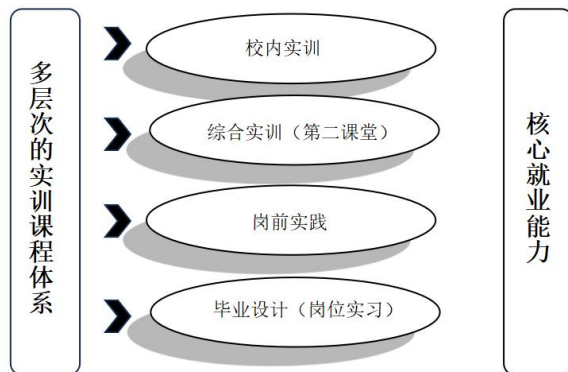 多层次的实训课程体系
校内实训
综合实训（第二课堂）
岗前实践
毕业设计（岗位实习）
核心就业能力